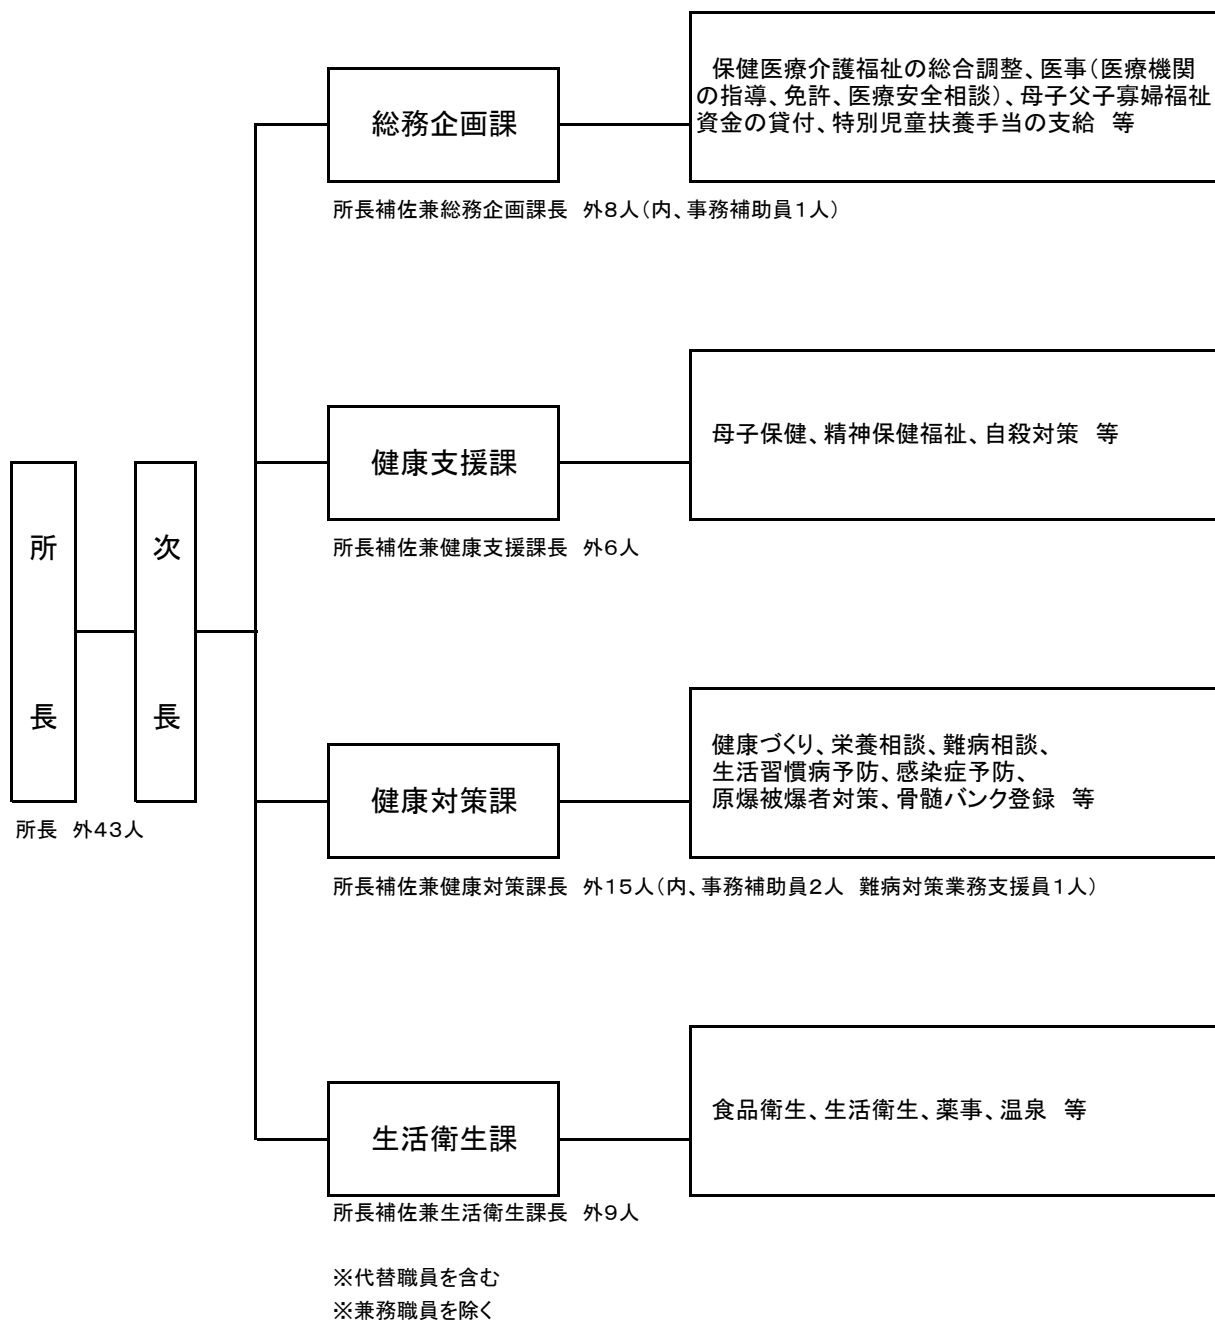 所長
所長　外43人
次長
総務企画課
所長補佐兼総務企画課長　外8人（内、事務補助員1人）
保健医療介護福祉の総合調整、医事（医療機関
の指導、免許、医療安全相談）、母子父子寡婦福祉
資金の貸付、特別児童扶養手当の支給　等
健康支援課
所長補佐兼健康支援課長　外6人
母子保健、精神保健福祉、自殺対策　等
健康対策課
所長補佐兼健康対策課長　外15人（内、事務補助員2人　難病対策業務支援員1人）
健康づくり、栄養相談、難病相談、
生活習慣病予防、感染症予防、
原爆被爆者対策、骨髄バンク登録　等
生活衛生課
所長補佐兼生活衛生課長　外9人
食品衛生、生活衛生、薬事、温泉　等
※代替職員を含む
※兼務職員を除く